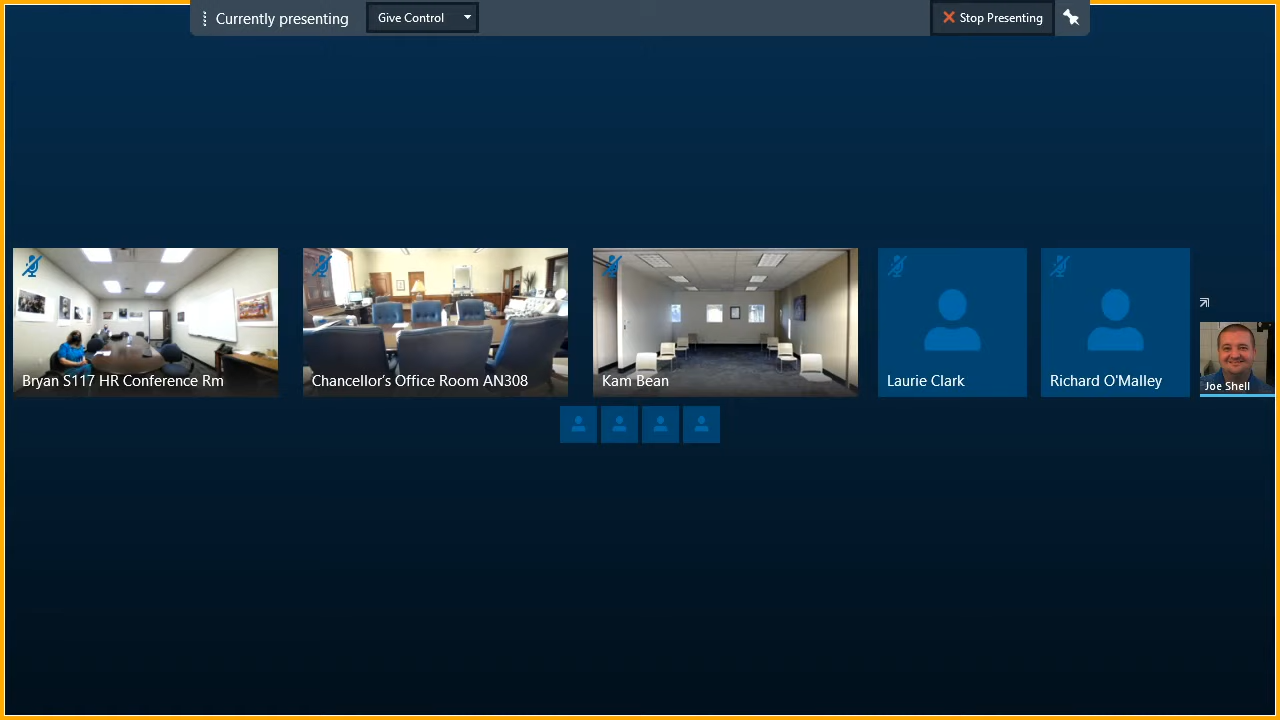 Currently presenting
Give Control
Stop Presenting
Bryan S117 HR Conference Rm
Chancellor's Office Room AN308
Kam Bean
Laurie Clark
Richard O'Malley
Joe Shell